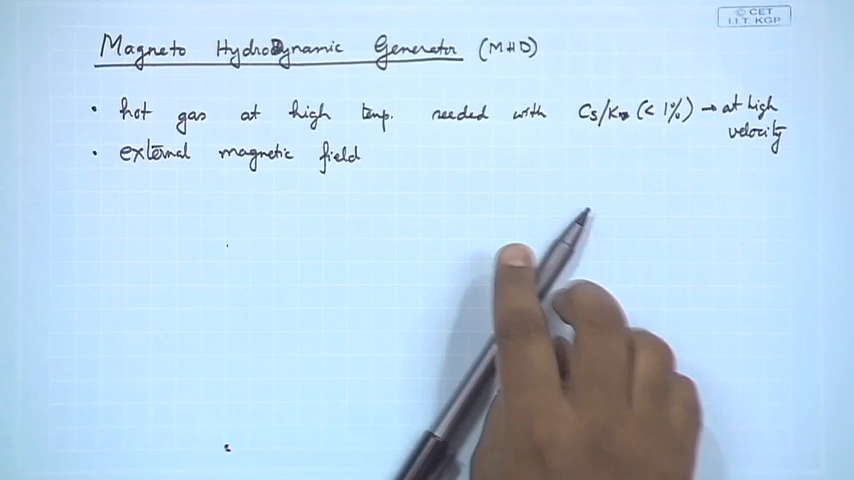 © CET
I.I.T. KGP
Magneto HydroDynamic Generator (MHD)
• hot gas at high temp. needed with Cs/K (< 1%) → at high
velocity
• external magnetic field